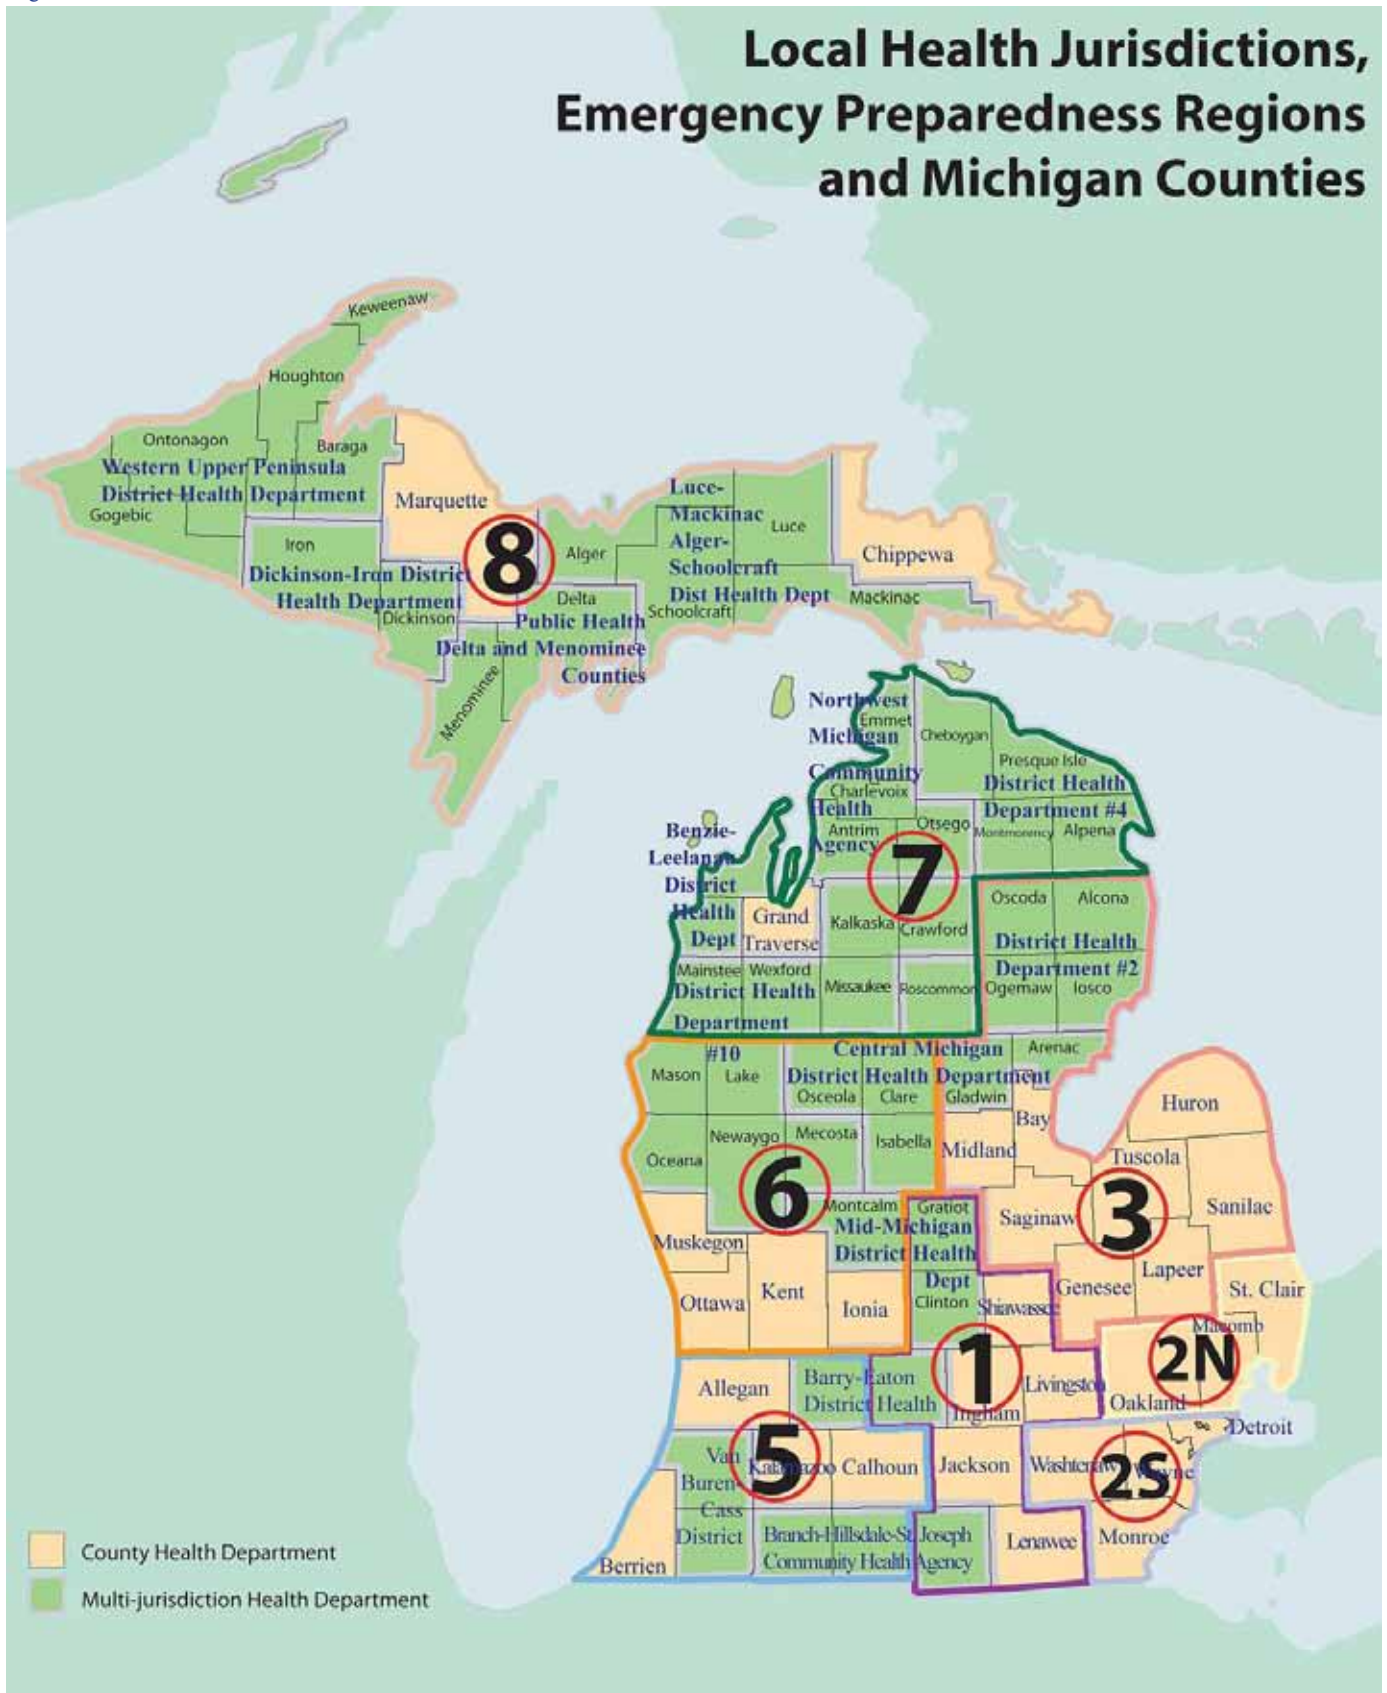 Local Health Jurisdictions,
Emergency Preparedness Regions
and Michigan Counties
Keweenaw
Houghton
Ontonagon
Baraga
Western Upper Peninsula
District Health Department
Gogebic
Marquette
Iron
Dickinson-Iron District
Health Department
Dickinson
8
Alger
Luce-
Mackinac
Alger-
Schoolcraft
Dist Health Dept
Luce
Chippewa
Mackinac
Schoolcraft
Delta
Public Health
Delta and Menominee
Counties
Menominee
Northwest
Michigan
Community
Health
Agency
Emmet
Cheboygan
Presque Isle
District Health
Department #4
Charlevoix
Antrim
Otsego
Montmorency
Alpena
7
Benzie-
Leelanau
District
Health
Dept
Grand
Traverse
Kalkaska
Crawford
Oscoda
Alcona
District Health
Department #2
Ogemaw
Iosco
Mainstee
Wexford
Missaukee
Roscommon
District Health
Department
#10
Central Michigan
District Health Department
Arenac
Mason
Lake
Osceola
Clare
Gladwin
Bay
Huron
Newaygo
Mecosta
Isabella
Midland
Oceana
Tuscola
6
3
Montcalm
Gratiot
Saginaw
Sanilac
Mid-Michigan
District Health
Dept
Muskegon
Kent
Ottawa
Ionia
Clinton
Shiawassee
Genesee
Lapeer
St. Clair
Macomb
2N
Oakland
1
Allegan
Barry-Eaton
District Health
Ingham
Livingston
Detroit
5
Van
Buren-
Cass
District
Kalamazoo
Calhoun
Jackson
Washtenaw
Wayne
2S
Berrien
Branch-Hillsdale-St. Joseph
Community Health Agency
Lenawee
Monroe
County Health Department
Multi-jurisdiction Health Department